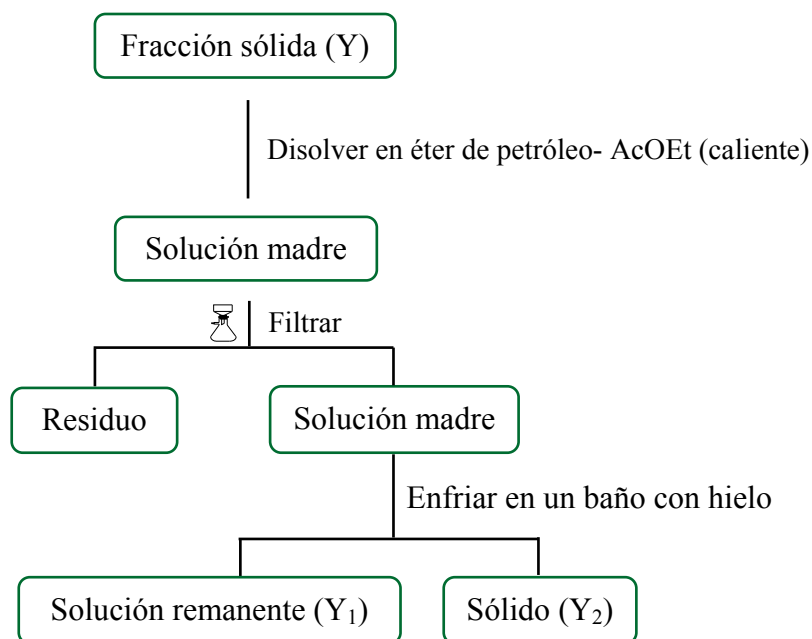 Fracción sólida (Y)
Disolver en éter de petróleo- AcOEt (caliente)
Solución madre
Filtrar
Residuo
Solución madre
Enfriar en un baño con hielo
Solución remanente (Y₁)
Sólido (Y₂)